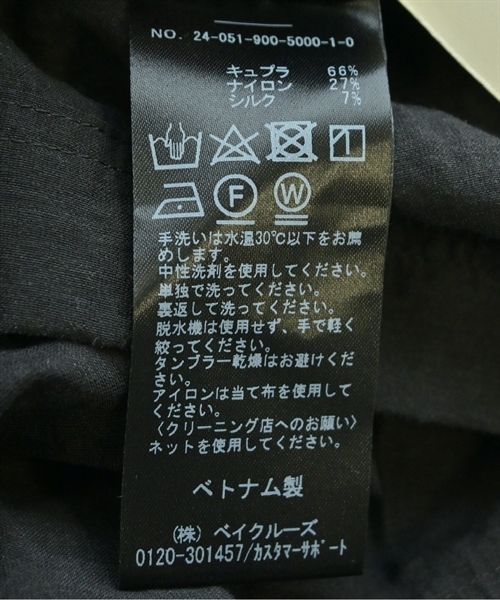 NO. 24-051-900-5000-1-0
キュプラ 66%
ナイロン 27%
シルク 7%
F W
手洗いは水温30℃以下をお薦
めします。
中性洗剤を使用してください。
単独で洗ってください。
裏返して洗ってください。
脱水機は使用せず、手で軽く
絞ってください。
タンブラー乾燥はお避けくだ
さい。
アイロンは当て布を使用して
ください。
〈クリーニング店へのお願い〉
ネットを使用してください。
ベトナム製
(株) ベイクルーズ
0120-301457/カスタマーサポート